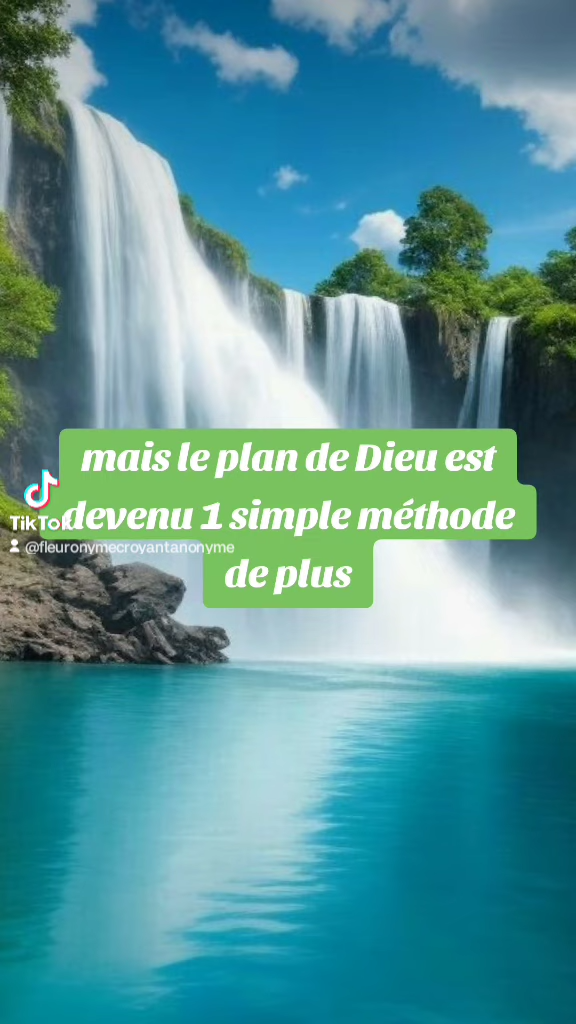 mais le plan de Dieu est
devenu 1 simple méthode
de plus
TikTok
@fleuronymecroyantanonyme